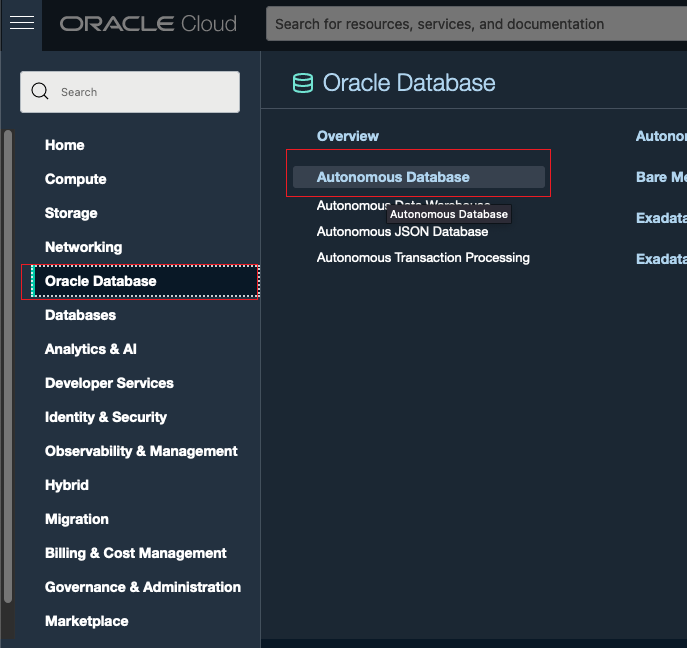 ORACLE Cloud
Search for resources, services, and documentation
Search
Home
Compute
Storage
Networking
Oracle Database
Databases
Analytics & AI
Developer Services
Identity & Security
Observability & Management
Hybrid
Migration
Billing & Cost Management
Governance & Administration
Marketplace
Oracle Database
Overview
Autonomous Database
Autonomous Data Warehouse
Autonomous Database
Autonomous JSON Database
Autonomous Transaction Processing
Autono
Bare Me
Exadata
Exadata